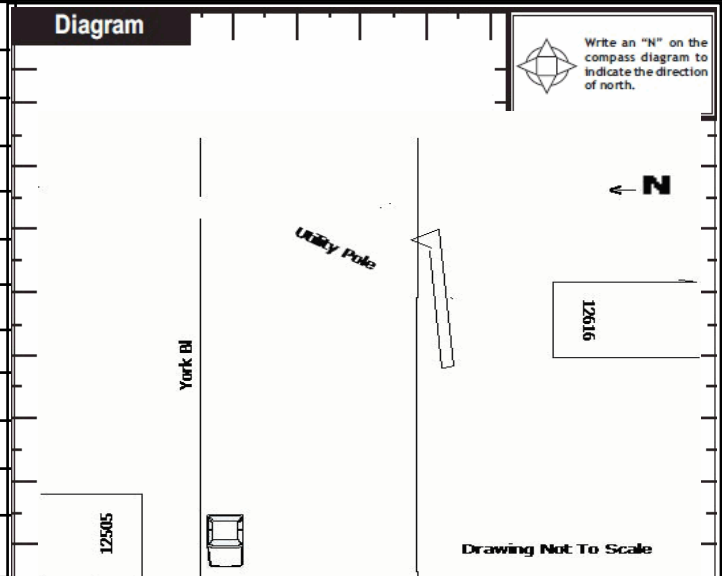 Diagram
Write an “N” on the
compass diagram to
indicate the direction
of north.
N
Utility Pole
12616
York Bl
12505
Drawing Not To Scale